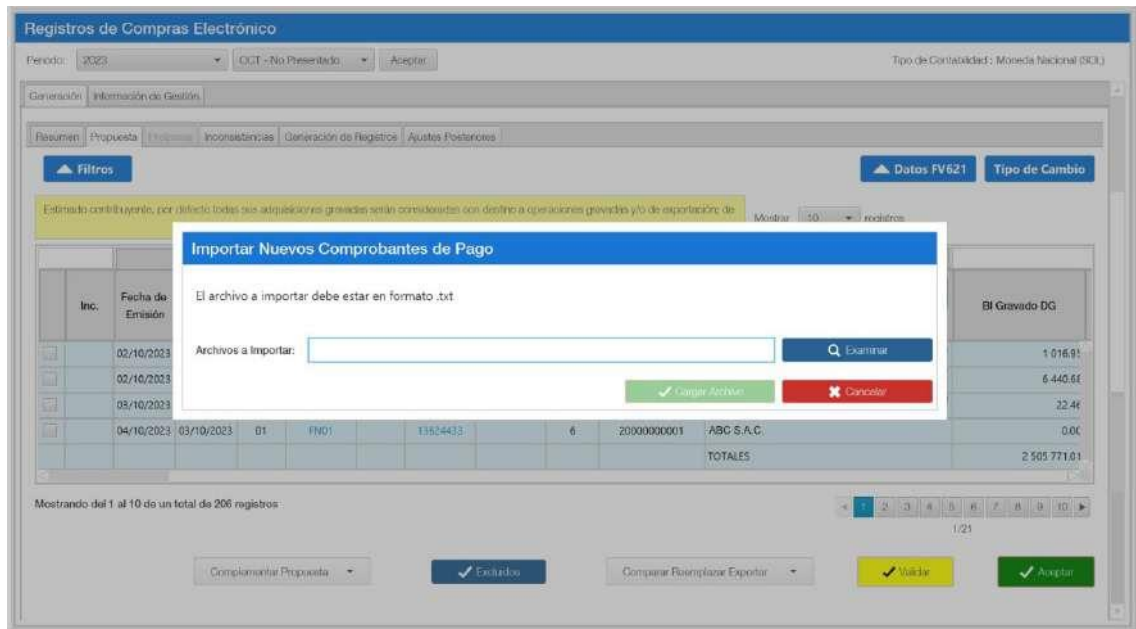 Registros de Compras Electrónico
Periodo: 2023 OCT - No Presentado Aceptar Tipo de Contabilidad : Moneda Nacional (SOL)
Generación Información de Gestión
Resumen Propuesta Inconsistencias Generación de Registros Ajustes Posteriores
Filtros Datos FV621 Tipo de Cambio
Estimado contribuyente, por defecto todas sus adquisiciones gravadas serán consideradas con destino a operaciones gravadas y/o de exportación; de
Mostrar 10 registros
Importar Nuevos Comprobantes de Pago
El archivo a importar debe estar en formato .txt
Archivos a Importar: Examinar
Cargar Archivo Cancelar
Inc. Fecha de Emisión BI Gravado DG
02/10/2023 1 016.95
02/10/2023 6 440.68
03/10/2023 22.46
04/10/2023 03/10/2023 01 FN01 13624433 6 20000000001 ABC S.A.C. 0.00
TOTALES 2 505 771.01
Mostrando del 1 al 10 de un total de 206 registros
1 2 3 4 5 6 7 8 9 10
1/21
Complementar Propuesta Excluidos Comparar Reemplazar Exportar Validar Aceptar